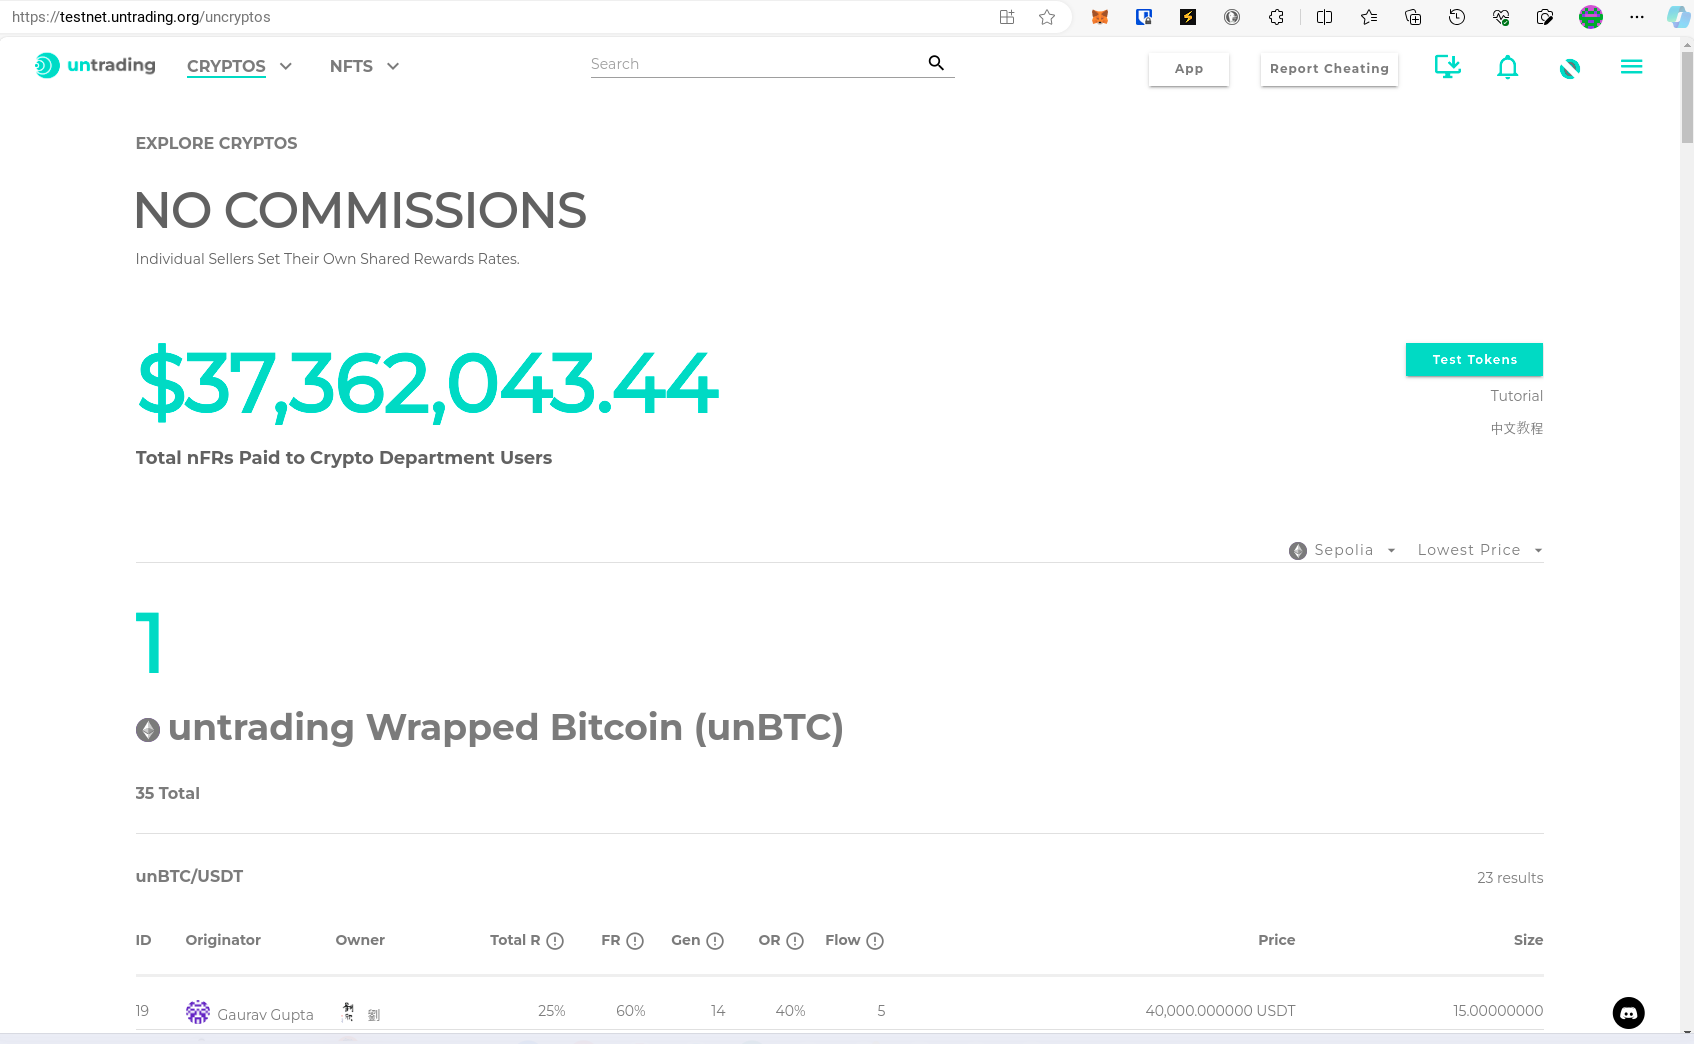 https://testnet.untrading.org/uncryptos
untrading CRYPTOS NFTS Search App Report Cheating
EXPLORE CRYPTOS
NO COMMISSIONS
Individual Sellers Set Their Own Shared Rewards Rates.
$37,362,043.44
Total nFRs Paid to Crypto Department Users
Test Tokens
Tutorial
中文教程
Sepolia Lowest Price
1
untrading Wrapped Bitcoin (unBTC)
35 Total
unBTC/USDT 23 results
ID Originator Owner Total R FR Gen OR Flow Price Size
19 Gaurav Gupta 劉 25% 60% 14 40% 5 40,000.000000 USDT 15.00000000